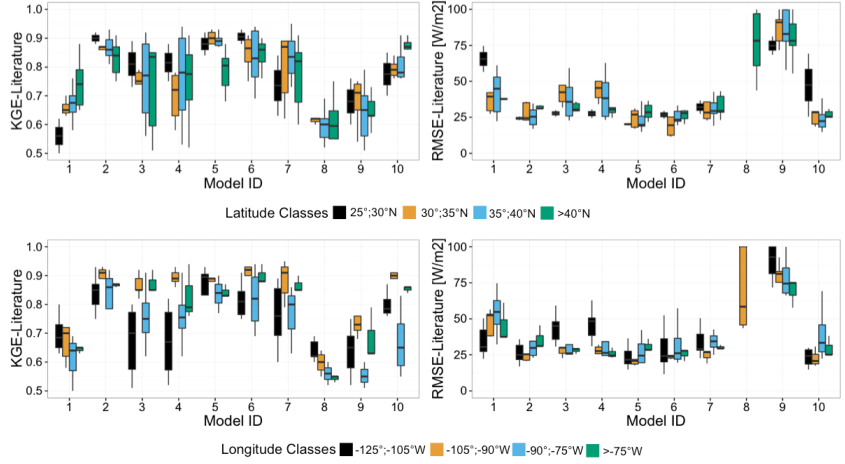 KGE-Literature
1.0
0.9
0.8
0.7
0.6
0.5
1 2 3 4 5 6 7 8 9 10
Model ID
RMSE-Literature [W/m2]
100
75
50
25
0
1 2 3 4 5 6 7 8 9 10
Model ID
Latitude Classes 25°;30°N 30°;35°N 35°;40°N >40°N
KGE-Literature
1.0
0.9
0.8
0.7
0.6
0.5
1 2 3 4 5 6 7 8 9 10
Model ID
RMSE-Literature [W/m2]
100
75
50
25
0
1 2 3 4 5 6 7 8 9 10
Model ID
Longitude Classes -125°;-105°W -105°;-90°W -90°;-75°W >-75°W